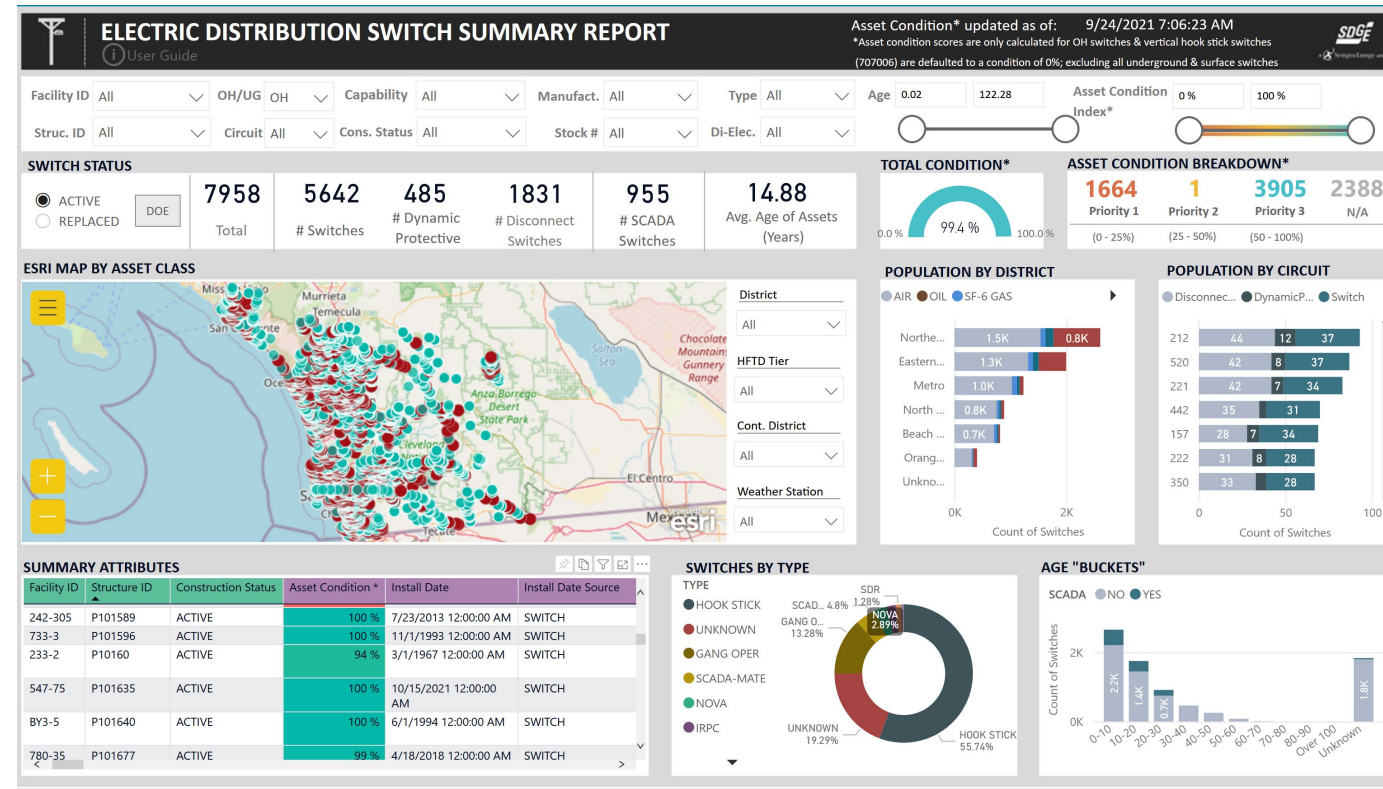 ELECTRIC DISTRIBUTION SWITCH SUMMARY REPORT
User Guide
Asset Condition* updated as of: 9/24/2021 7:06:23 AM
*Asset condition scores are only calculated for OH switches & vertical hook stick switches
(707006) are defaulted to a condition of 0%; excluding all underground & surface switches
SDGE
Facility ID All OH/UG OH Capability All Manufact. All Type All Age 0.02 122.28 Asset Condition Index* 0 % 100 %
Struc. ID All Circuit All Cons. Status All Stock # All Di-Elec. All
SWITCH STATUS
ACTIVE
REPLACED
DOE
7958
Total
5642
# Switches
485
# Dynamic
Protective
1831
# Disconnect
Switches
955
# SCADA
Switches
14.88
Avg. Age of Assets
(Years)
TOTAL CONDITION*
99.4 %
0.0 % 100.0 %
ASSET CONDITION BREAKDOWN*
1664 1 3905 2388
Priority 1 Priority 2 Priority 3 N/A
(0 - 25%) (25 - 50%) (50 - 100%)
ESRI MAP BY ASSET CLASS
Murrieta
Temecula
Salton
Sea
Chocolate
Mountain
Gunnery
Range
Anza-Borrego
Desert
State Park
El Centro
Tecate
esri
District
All
HFTD Tier
All
Cont. District
All
Weather Station
All
POPULATION BY DISTRICT
AIR OIL SF-6 GAS
Northe... 1.5K 0.8K
Eastern... 1.3K
Metro 1.0K
North ... 0.8K
Beach ... 0.7K
Orang...
Unkno...
0K 2K
Count of Switches
POPULATION BY CIRCUIT
Disconnec... DynamicP... Switch
212 44 12 37
520 42 8 37
221 42 7 34
442 35 31
157 28 7 34
222 31 8 28
350 33 28
0 50 100
Count of Switches
SUMMARY ATTRIBUTES
Facility ID Structure ID Construction Status Asset Condition * Install Date Install Date Source
242-305 P101589 ACTIVE 100 % 7/23/2013 12:00:00 AM SWITCH
733-3 P101596 ACTIVE 100 % 11/1/1993 12:00:00 AM SWITCH
233-2 P10160 ACTIVE 94 % 3/1/1967 12:00:00 AM SWITCH
547-75 P101635 ACTIVE 100 % 10/15/2021 12:00:00 AM SWITCH
BY3-5 P101640 ACTIVE 100 % 6/1/1994 12:00:00 AM SWITCH
780-35 P101677 ACTIVE 99 % 4/18/2018 12:00:00 AM SWITCH
SWITCHES BY TYPE
TYPE
HOOK STICK
UNKNOWN
GANG OPER
SCADA-MATE
NOVA
IRPC
SDR
1.28%
SCAD... 4.8%
NOVA
2.89%
GANG O...
13.28%
UNKNOWN
19.29%
HOOK STICK
55.74%
AGE "BUCKETS"
SCADA NO YES
Count of Switches
2K
0K
2.2K 1.4K 0.7K 1.8K
0-10 10-20 20-30 30-40 40-50 50-60 60-70 70-80 80-90 Over 100 Unknown